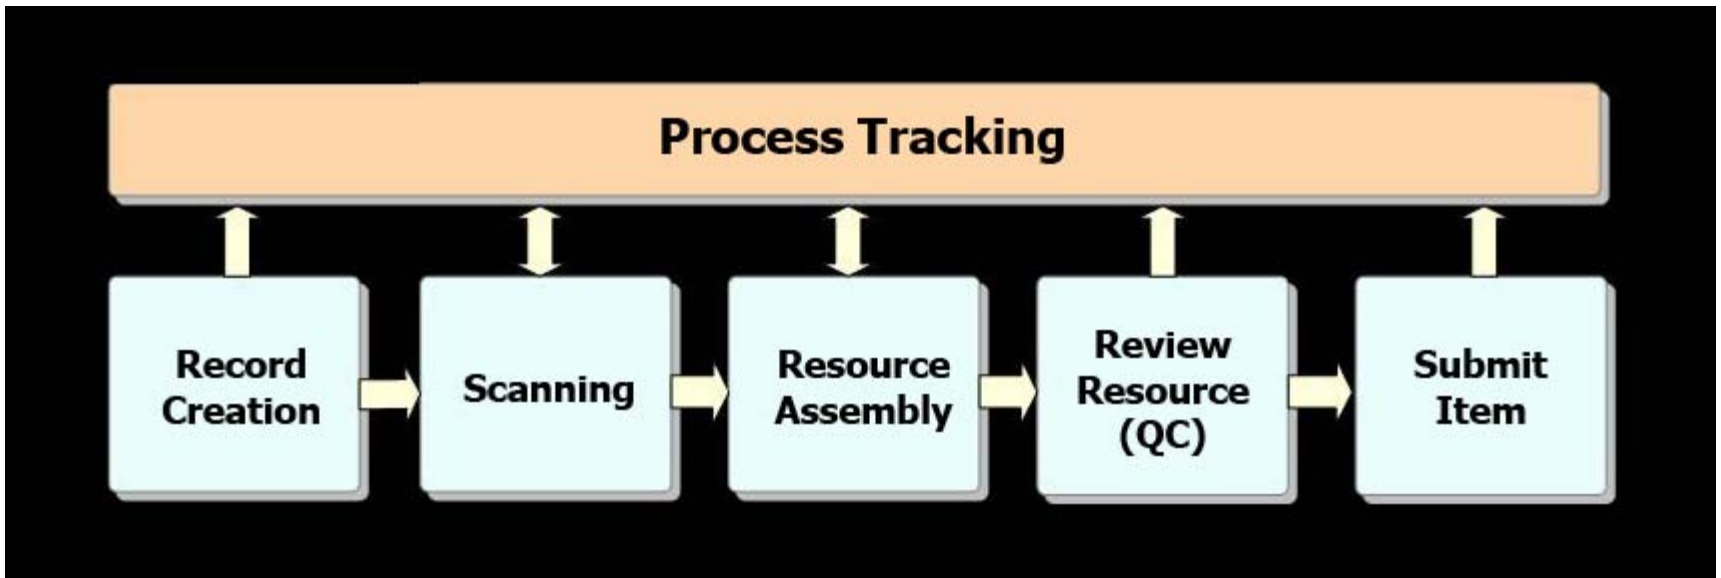 Process Tracking
Record
Creation
Scanning
Resource
Assembly
Review
Resource
(QC)
Submit
Item